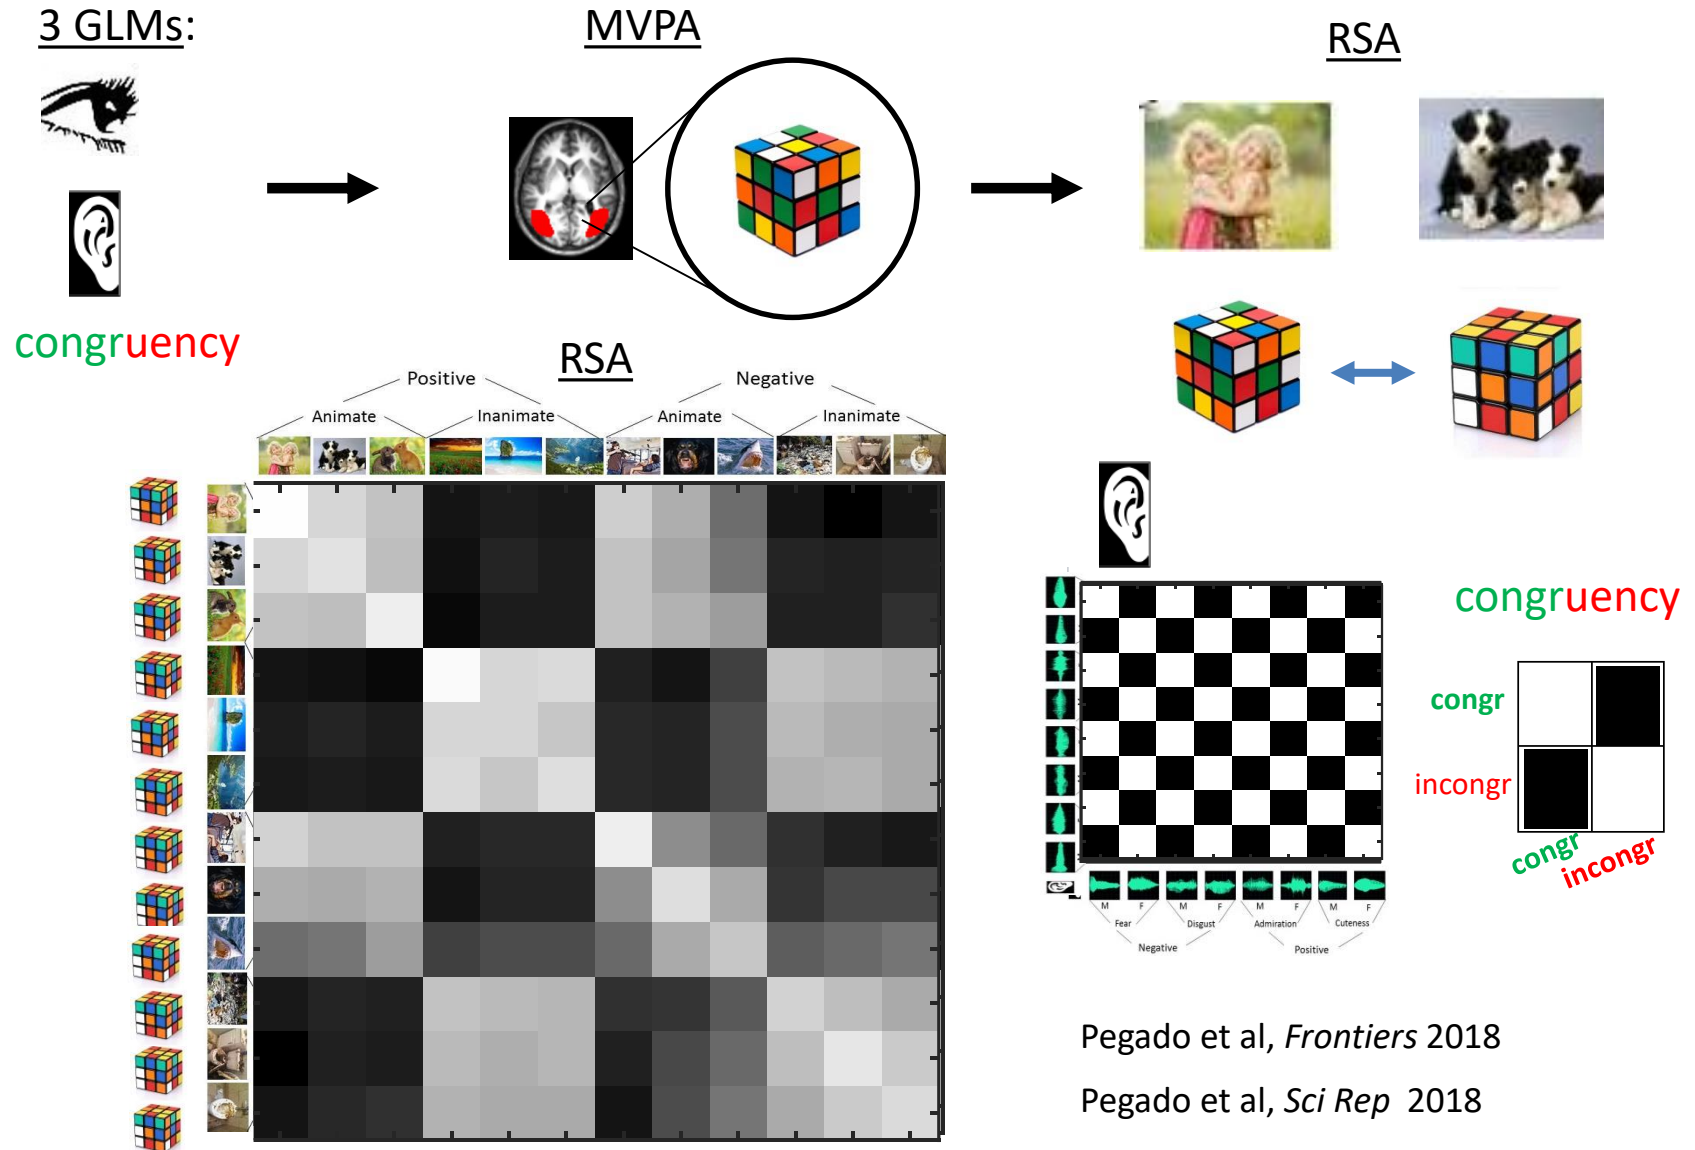 3 GLMs:
MVPA
RSA
congruency
RSA
Positive
Negative
Animate
Inanimate
Animate
Inanimate
congruency
congr
incongr
congr
incongr
M
F
M
F
M
F
M
F
Fear
Disgust
Admiration
Cuteness
Negative
Positive
Pegado et al, Frontiers 2018
Pegado et al, Sci Rep 2018